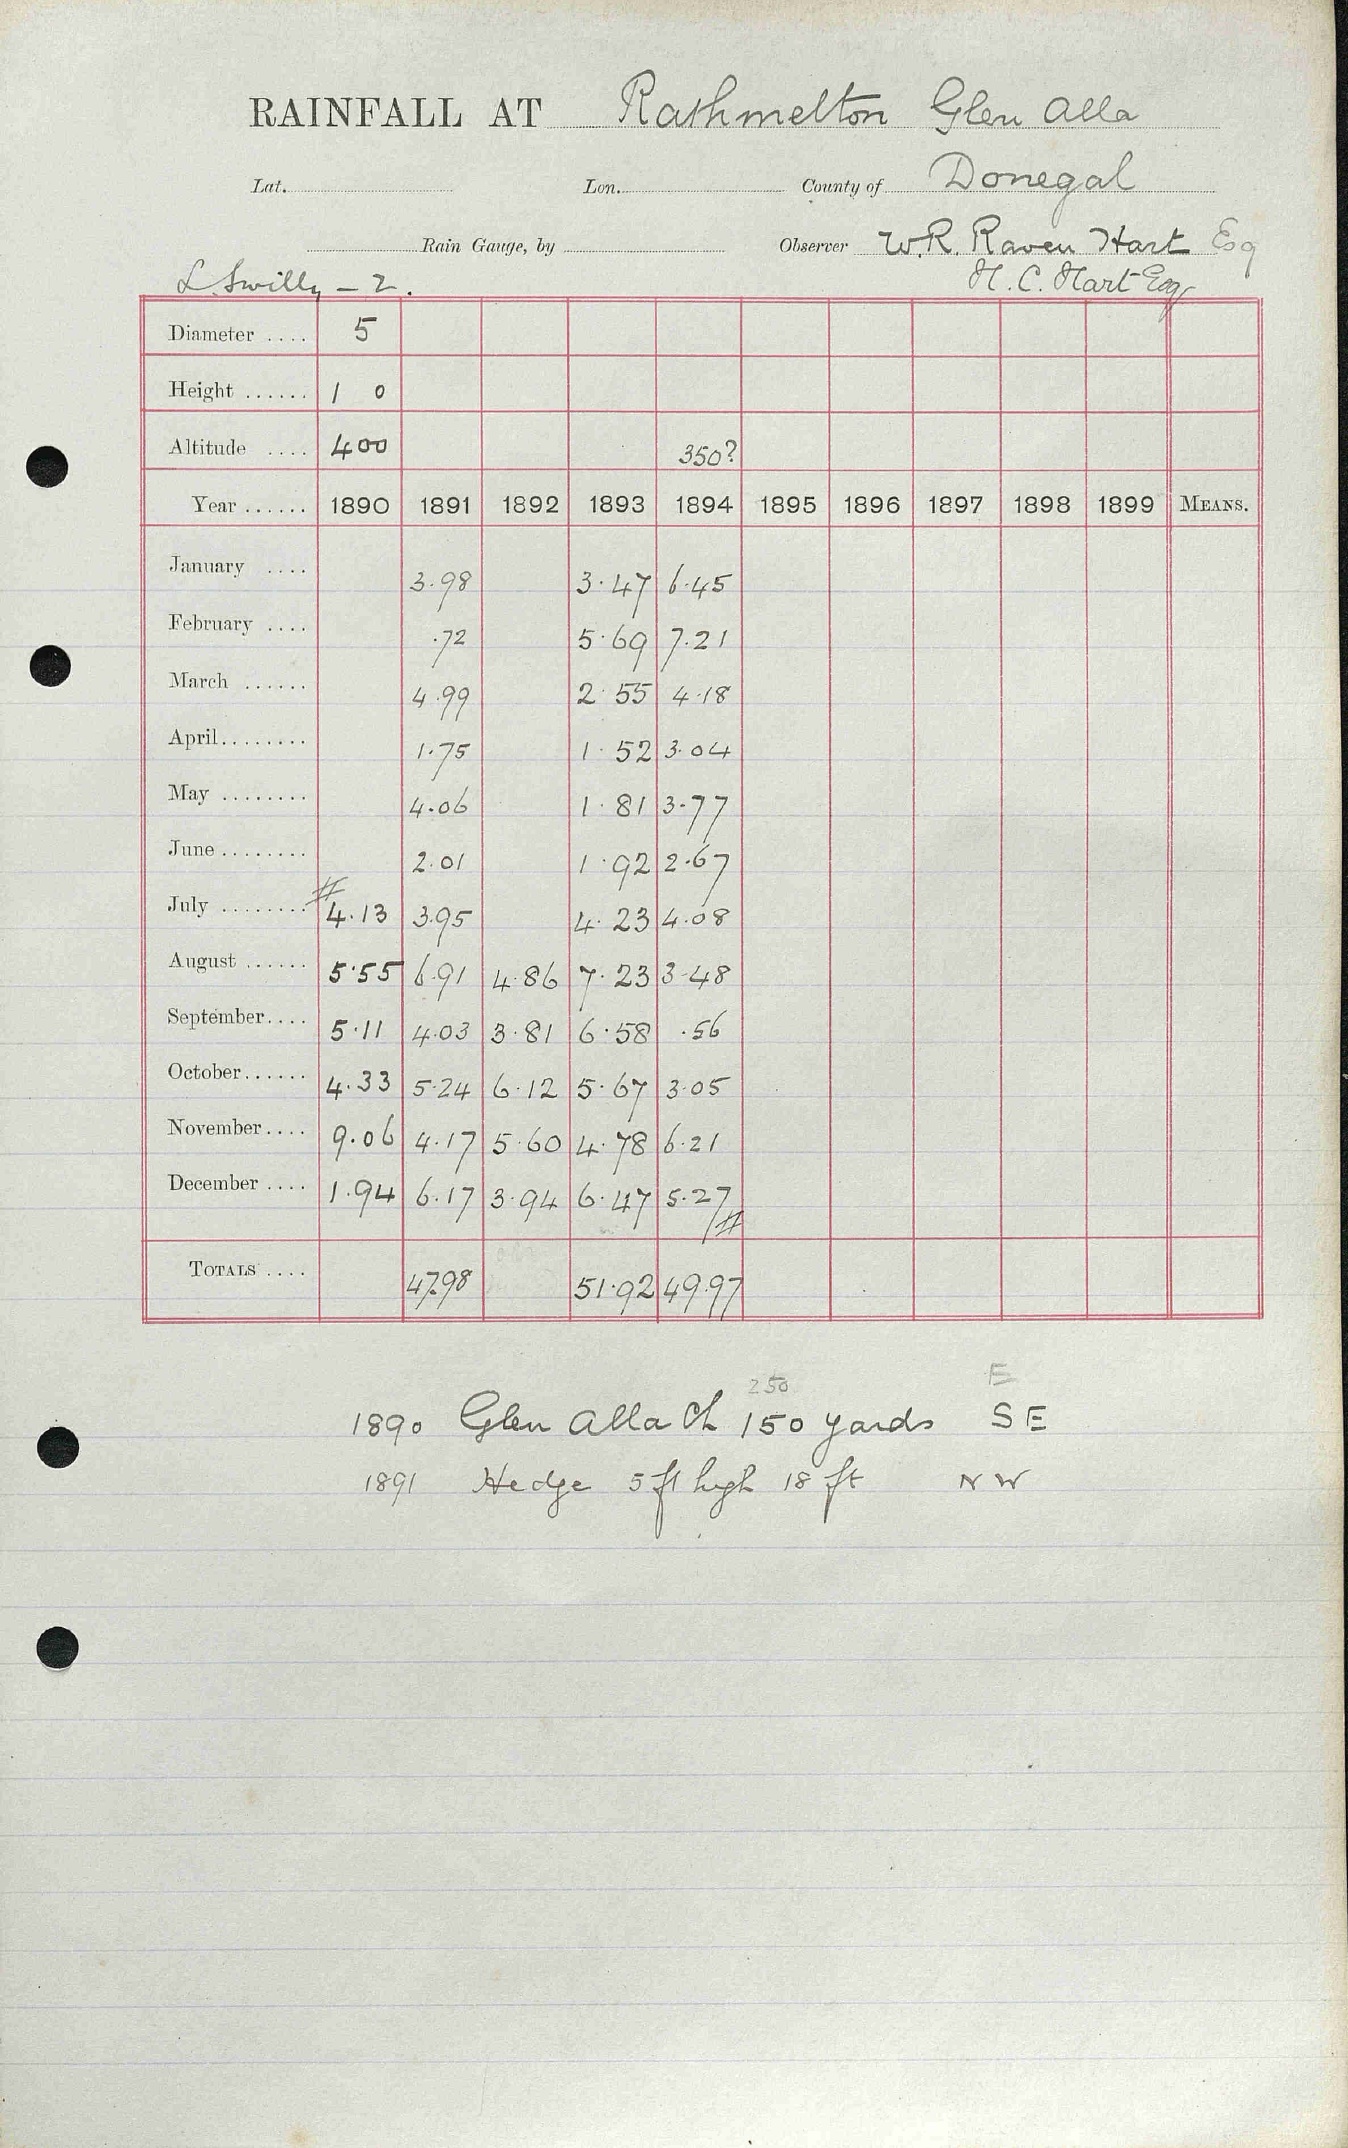 RAINFALL AT Rathmelton Glen Alla
Lat. Lon. County of Donegal
Rain Gauge, by Observer W.R. Raven Hart Esq
L. Swilly – 2. H. C. Hart Esq
Diameter .... 5
Height ...... 1 0
Altitude .... 400 350?
Year ...... 1890 1891 1892 1893 1894 1895 1896 1897 1898 1899 MEANS.
January .... 3.98 3.47 6.45
February .... .72 5.69 7.21
March ...... 4.99 2.55 4.18
April........ 1.75 1.52 3.04
May ........ 4.06 1.81 3.77
June ........ 2.01 1.92 2.67
July ........ # 4.13 3.95 4.23 4.08
August ...... 5.55 6.91 4.86 7.23 3.48
September.... 5.11 4.03 3.81 6.58 .56
October...... 4.33 5.24 6.12 5.67 3.05
November.... 9.06 4.17 5.60 4.78 6.21
December .... 1.94 6.17 3.94 6.47 5.27 #
TOTALS .... 47.98 51.92 49.97
250 E
1890 Glen Alla Ch 150 yards SE
1891 Hedge 5 ft high 18 ft NW